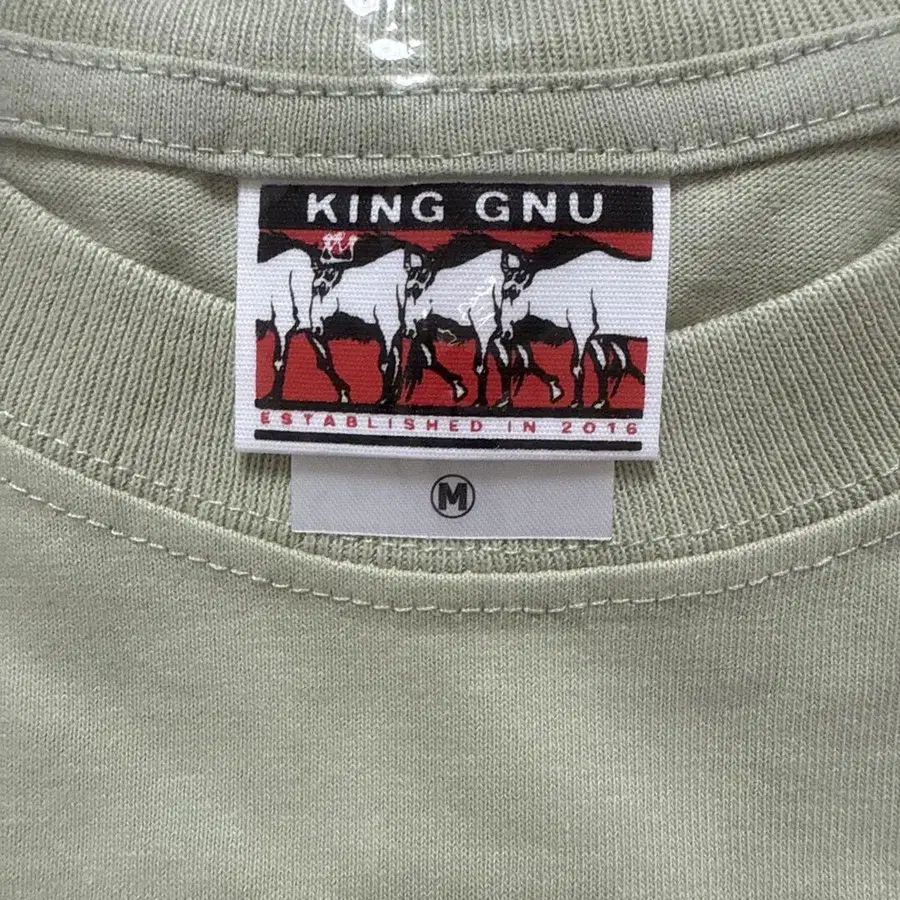 KING GNU
ESTABLISHED IN 2016
M